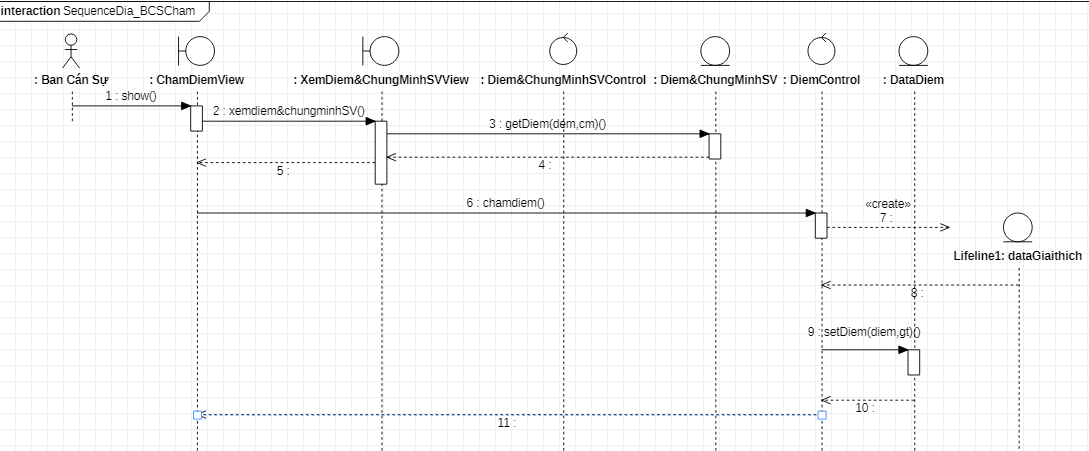 interaction SequenceDia_BCSCham
: Ban Cán Sự
: ChamDiemView
: XemDiem&ChungMinhSVView
: Diem&ChungMinhSVControl
: Diem&ChungMinhSV
: DiemControl
: DataDiem
1 : show()
2 : xemdiem&chungminhSV()
3 : getDiem(dem,cm)()
4 :
5 :
6 : chamdiem()
«create»
7 :
Lifeline1: dataGiaithich
8 :
9 : setDiem(diem,gt)()
10 :
11 :